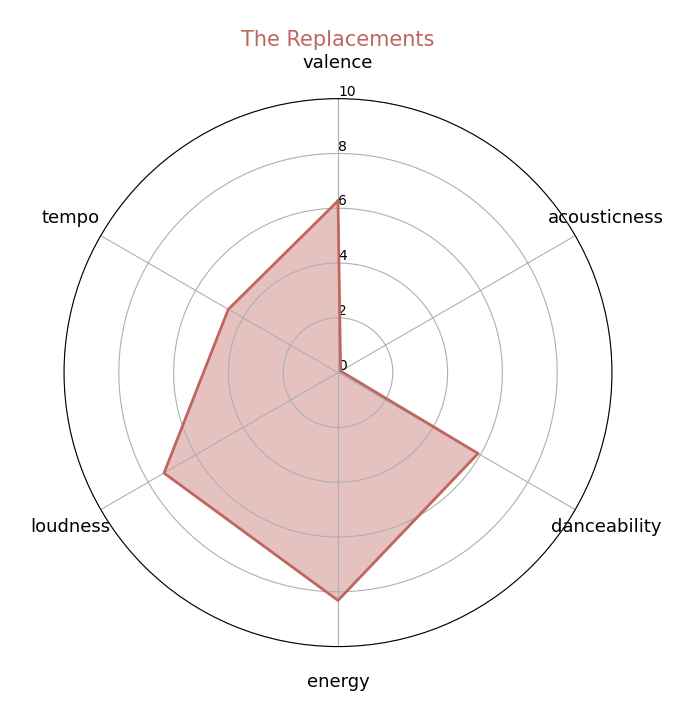 The Replacements
valence
10
8
tempo
6
acousticness
4
2
0
loudness
danceability
energy